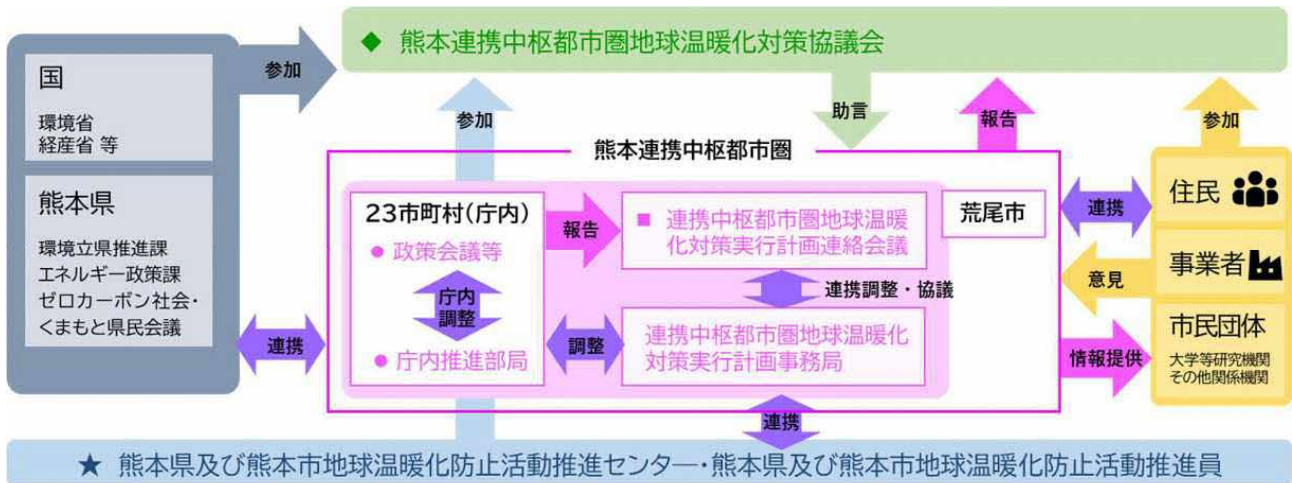 ◆ 熊本連携中枢都市圏地球温暖化対策協議会
国
環境省
経産省 等
熊本県
環境立県推進課
エネルギー政策課
ゼロカーボン社会・
くまもと県民会議
参加
参加
助言
報告
参加
熊本連携中枢都市圏
23市町村(庁内)
● 政策会議等
庁内
調整
● 庁内推進部局
報告
■ 連携中枢都市圏地球温暖
化対策実行計画連絡会議
連携調整・協議
調整
連携中枢都市圏地球温暖化
対策実行計画事務局
荒尾市
連携
連携
意見
情報提供
住民
事業者
市民団体
大学等研究機関
その他関係機関
連携
★ 熊本県及び熊本市地球温暖化防止活動推進センター・熊本県及び熊本市地球温暖化防止活動推進員